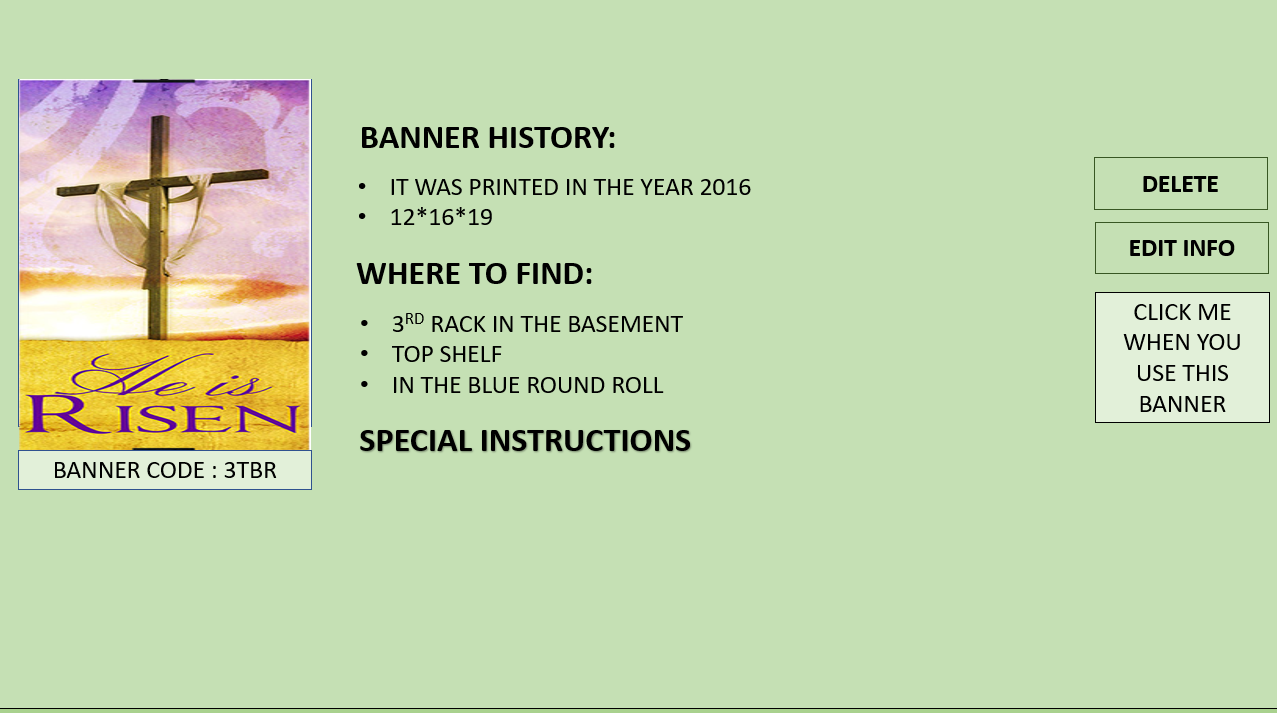 BANNER HISTORY:
• IT WAS PRINTED IN THE YEAR 2016
• 12*16*19
WHERE TO FIND:
• 3RD RACK IN THE BASEMENT
• TOP SHELF
• IN THE BLUE ROUND ROLL
SPECIAL INSTRUCTIONS
He is
RISEN
BANNER CODE : 3TBR
DELETE
EDIT INFO
CLICK ME
WHEN YOU
USE THIS
BANNER